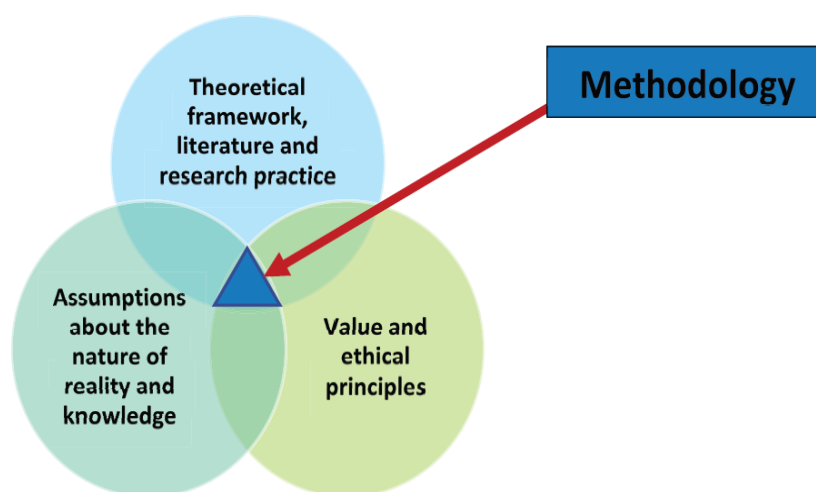 Theoretical
framework,
literature and
research practice
Methodology
Assumptions
about the
nature of
reality and
knowledge
Value and
ethical
principles